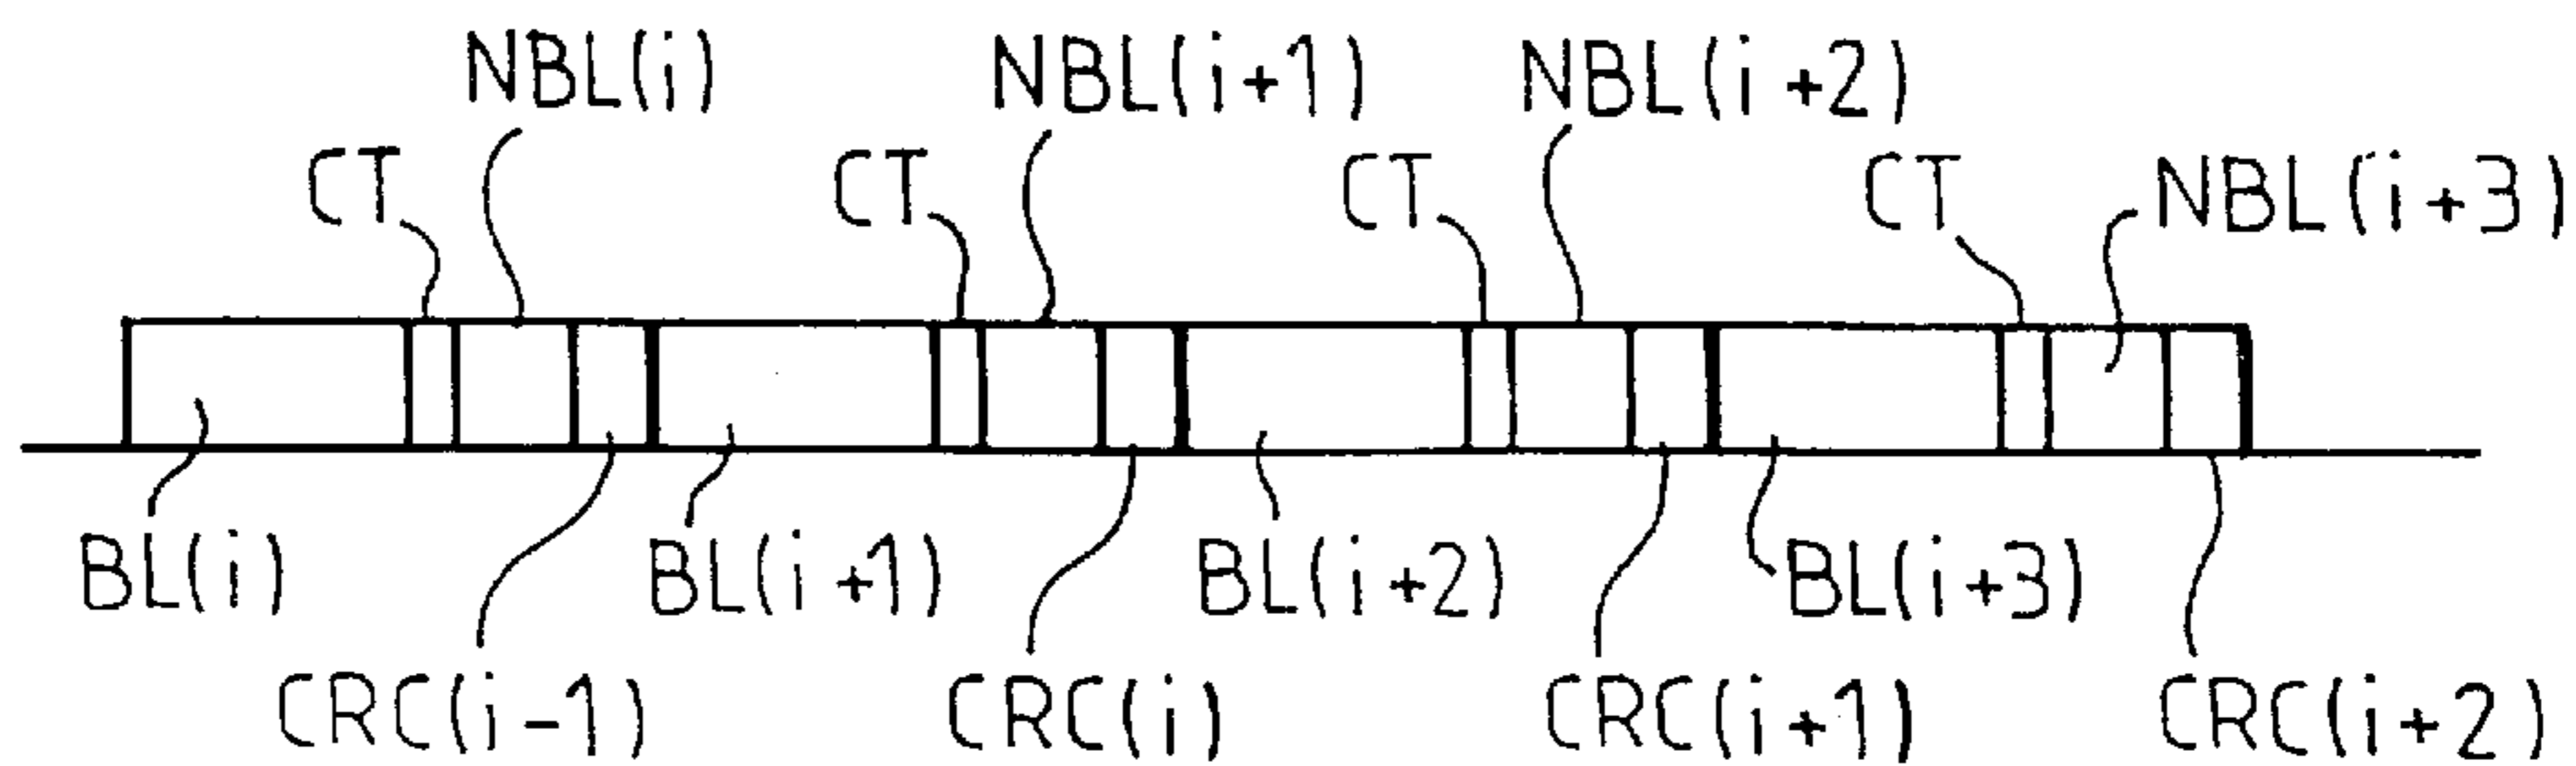 NBL(i) NBL(i+1) NBL(i+2)
CT CT CT CT NBL(i+3)
BL(i) BL(i+1) BL(i+2) BL(i+3)
CRC(i-1) CRC(i) CRC(i+1) CRC(i+2)